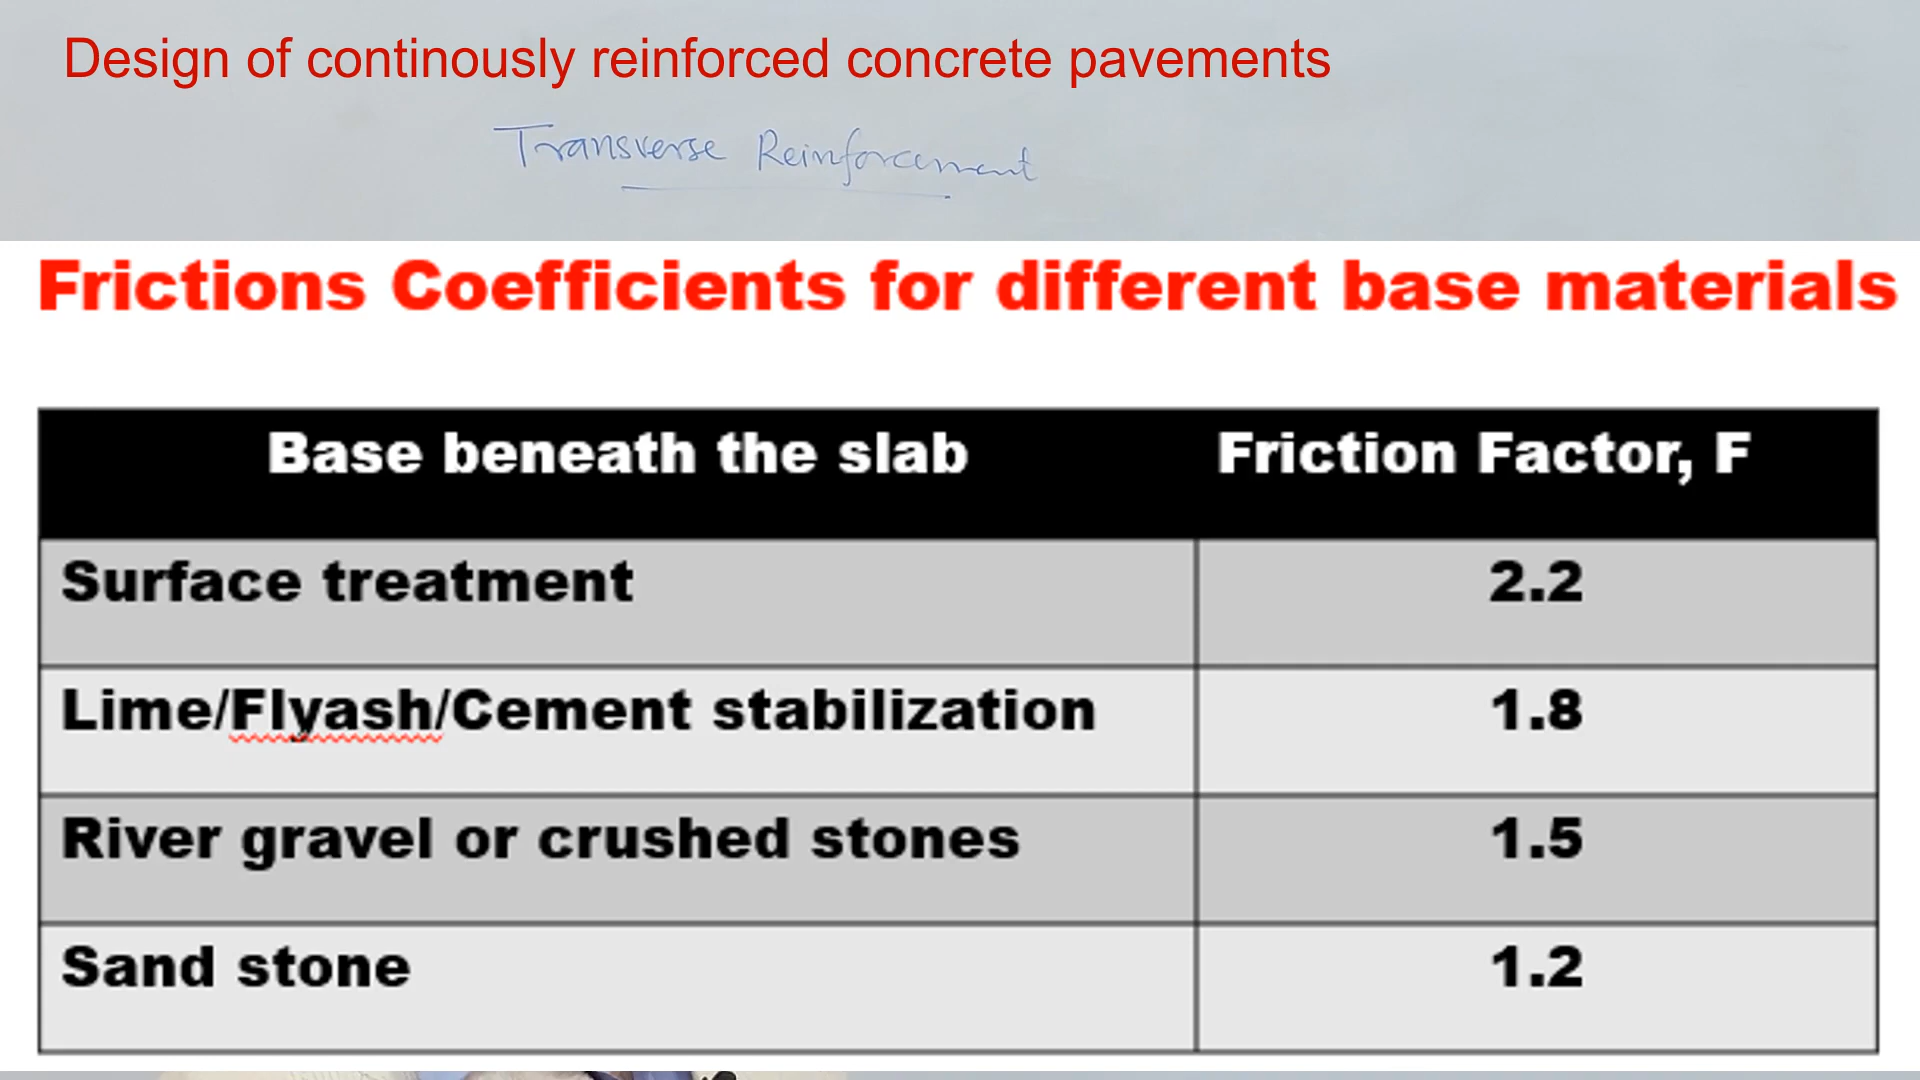 Design of continously reinforced concrete pavements
Transverse Reinforcement
Frictions Coefficients for different base materials
Base beneath the slab Friction Factor, F
Surface treatment 2.2
Lime/Flyash/Cement stabilization 1.8
River gravel or crushed stones 1.5
Sand stone 1.2